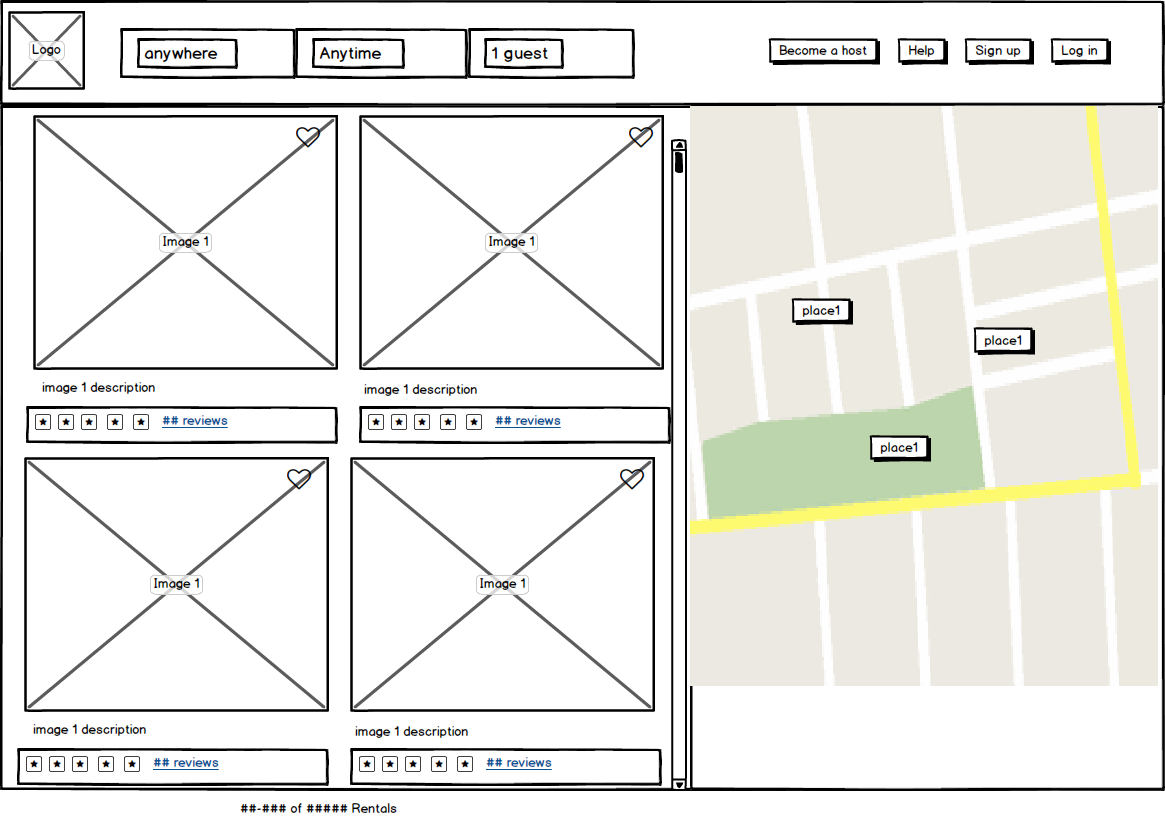 Logo
anywhere
Anytime
1 guest
Become a host
Help
Sign up
Log in
Image 1
Image 1
image 1 description
image 1 description
## reviews
## reviews
Image 1
Image 1
image 1 description
image 1 description
## reviews
## reviews
place1
place1
place1
##-### of ##### Rentals